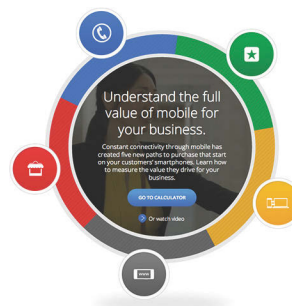 Understand the full
value of mobile for
your business.
Constant connectivity through mobile has
created five new paths to purchase that start
on your customers' smartphones. Learn how
to measure the value they drive for your
business.
GO TO CALCULATOR
Or watch video
WWW